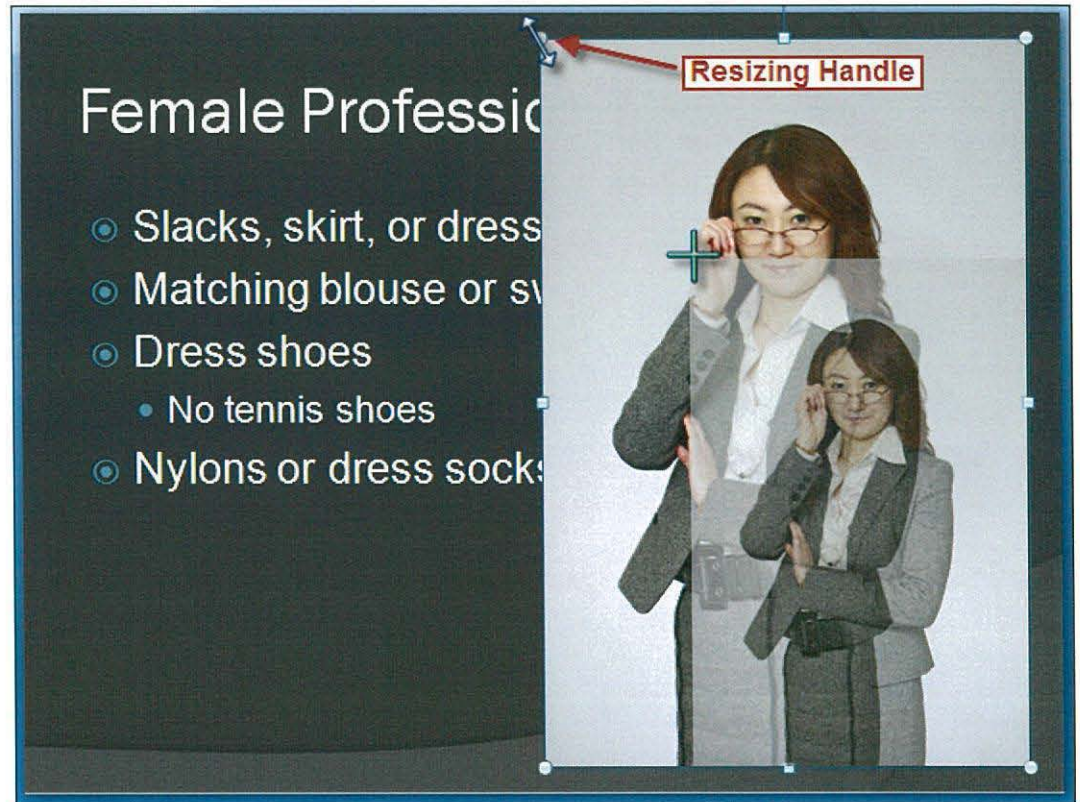 Resizing Handle
Female Professio
Slacks, skirt, or dress
Matching blouse or sw
Dress shoes
No tennis shoes
Nylons or dress socks